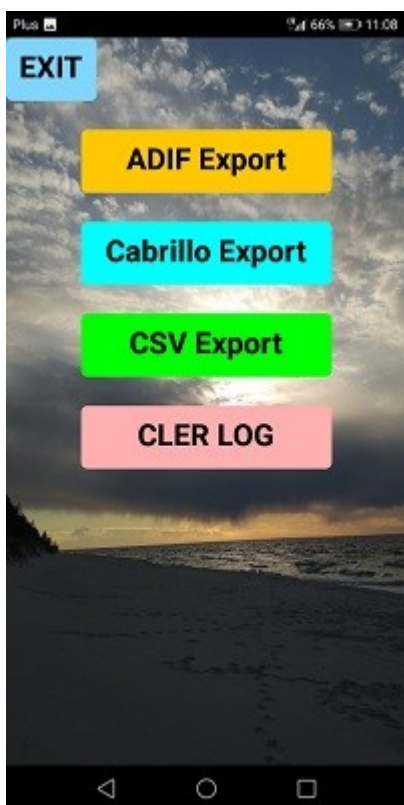 Plus 66% 11:08
EXIT
ADIF Export
Cabrillo Export
CSV Export
CLER LOG